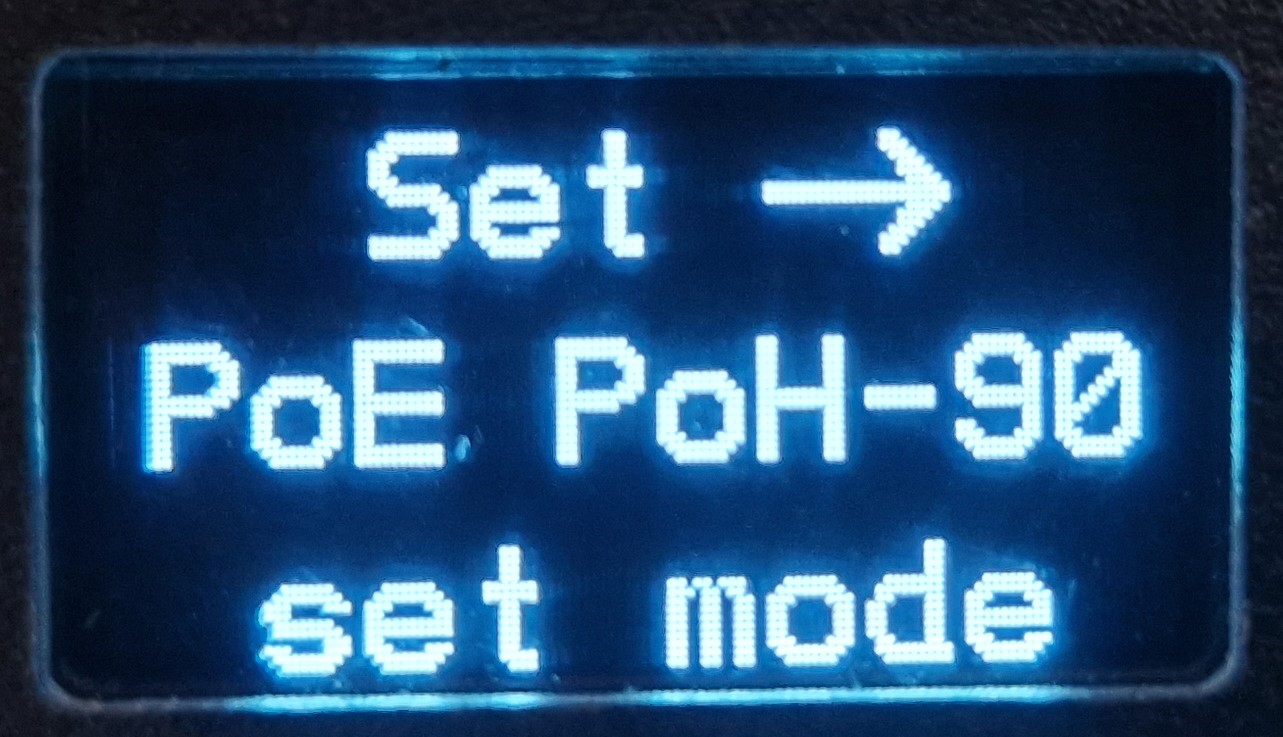 Set →
PoE PoH-90
set mode